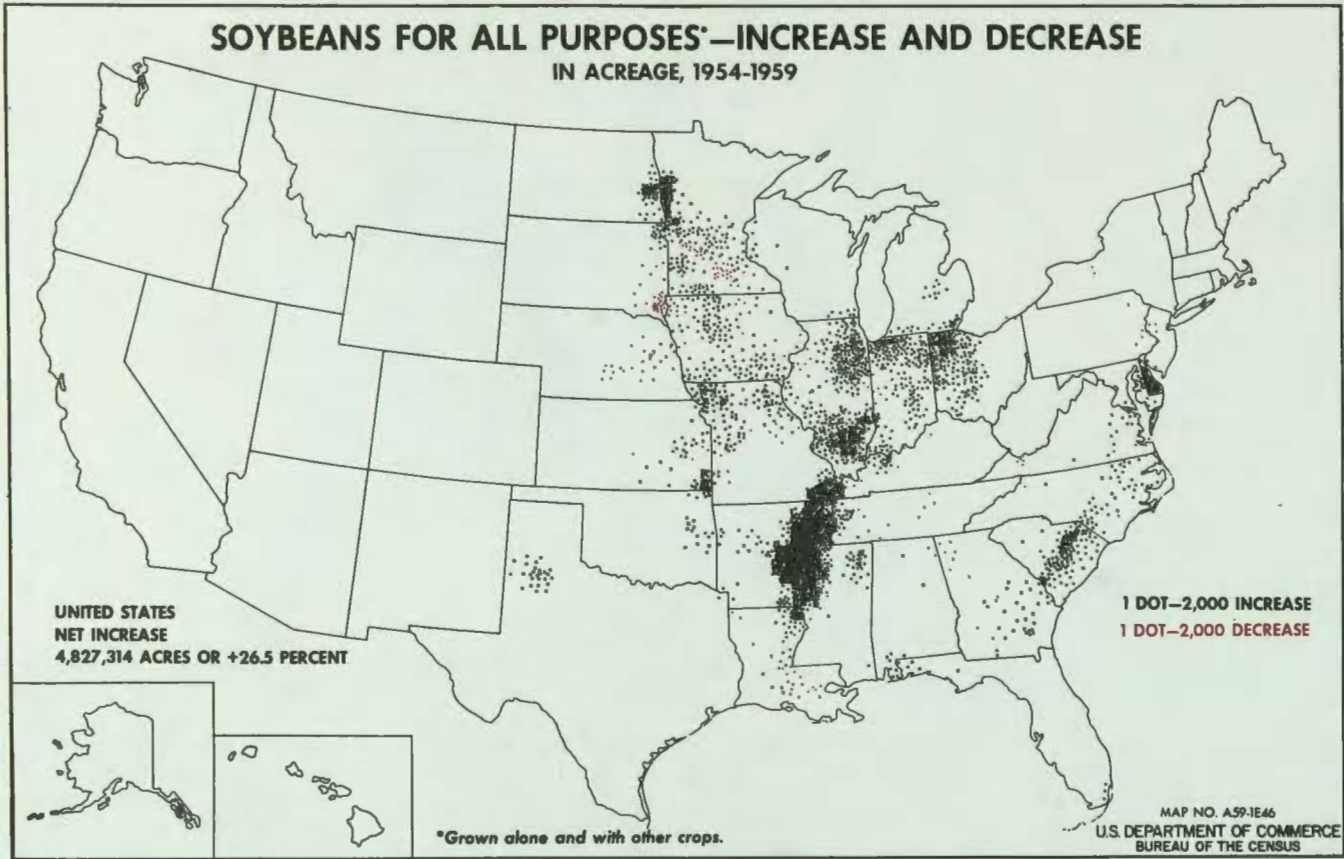 SOYBEANS FOR ALL PURPOSES*—INCREASE AND DECREASE
IN ACREAGE, 1954-1959
UNITED STATES
NET INCREASE
4,827,314 ACRES OR +26.5 PERCENT
1 DOT—2,000 INCREASE
1 DOT—2,000 DECREASE
*Grown alone and with other crops.
MAP NO. A59-1E46
U.S. DEPARTMENT OF COMMERCE
BUREAU OF THE CENSUS